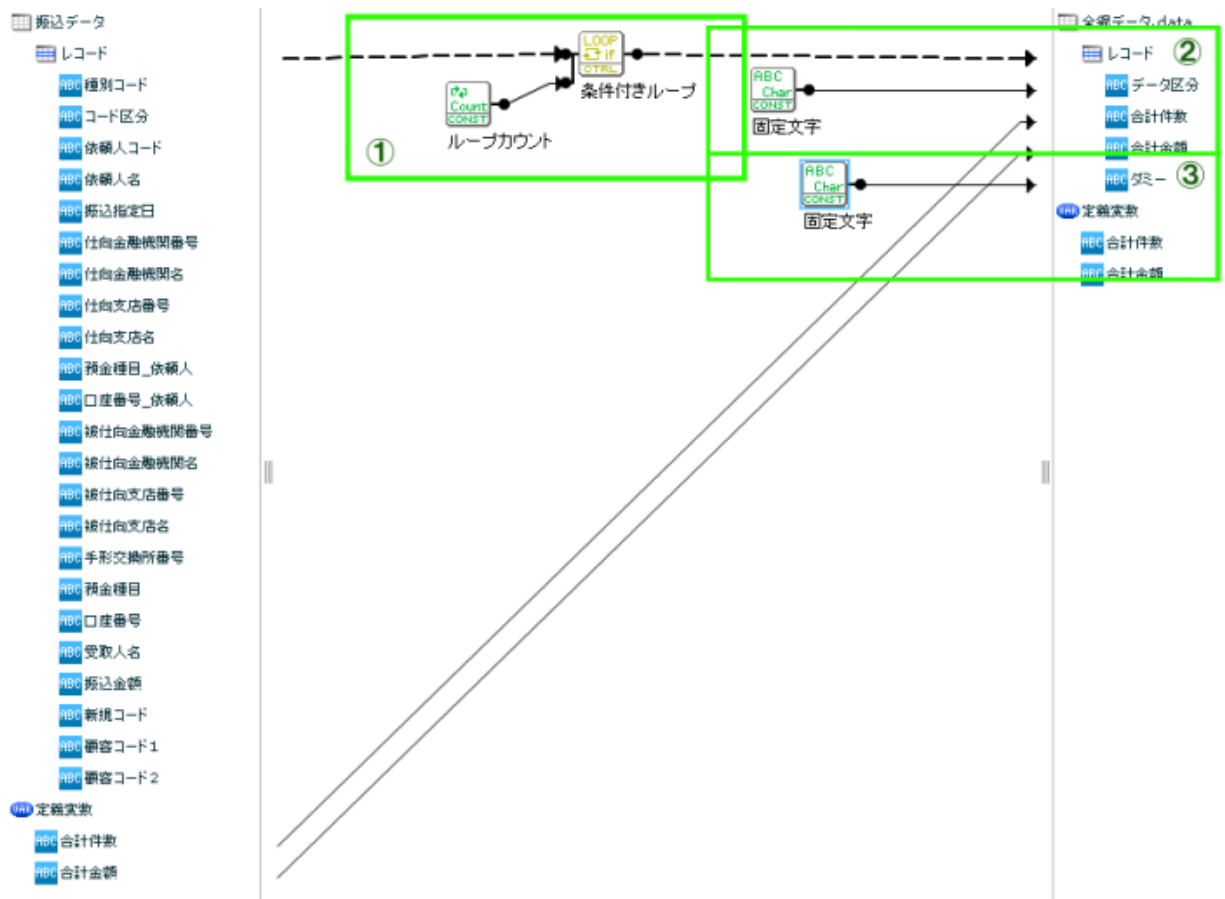 振込データ
レコード
種別コード
コード区分
依頼人コード
依頼人名
振込指定日
仕向金融機関番号
仕向金融機関名
仕向支店番号
仕向支店名
預金種目_依頼人
口座番号_依頼人
被仕向金融機関番号
被仕向金融機関名
被仕向支店番号
被仕向支店名
手形交換所番号
預金種目
口座番号
受取人名
振込金額
新規コード
顧客コード1
顧客コード2
定義変数
合計件数
合計金額
LOOP
if
CTRL
条件付きループ
Count
CONST
ループカウント
①
ABC
Char
CONST
固定文字
ABC
Char
CONST
固定文字
全銀データ.data
レコード
②
データ区分
合計件数
合計金額
ダミー
③
定義変数
合計件数
合計金額